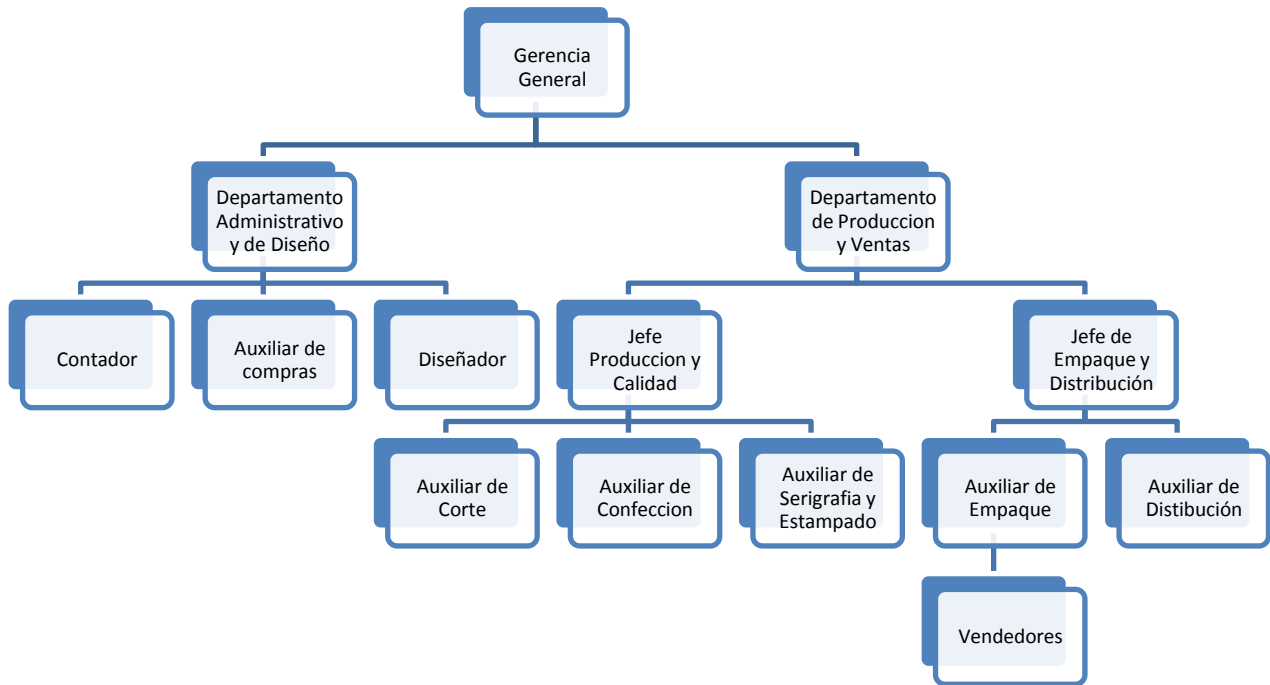 Gerencia
General
Departamento
Administrativo
y de Diseño
Departamento
de Produccion
y Ventas
Contador
Auxiliar de
compras
Diseñador
Jefe
Produccion y
Calidad
Jefe de
Empaque y
Distribución
Auxiliar de
Corte
Auxiliar de
Confeccion
Auxiliar de
Serigrafia y
Estampado
Auxiliar de
Empaque
Auxiliar de
Distibución
Vendedores